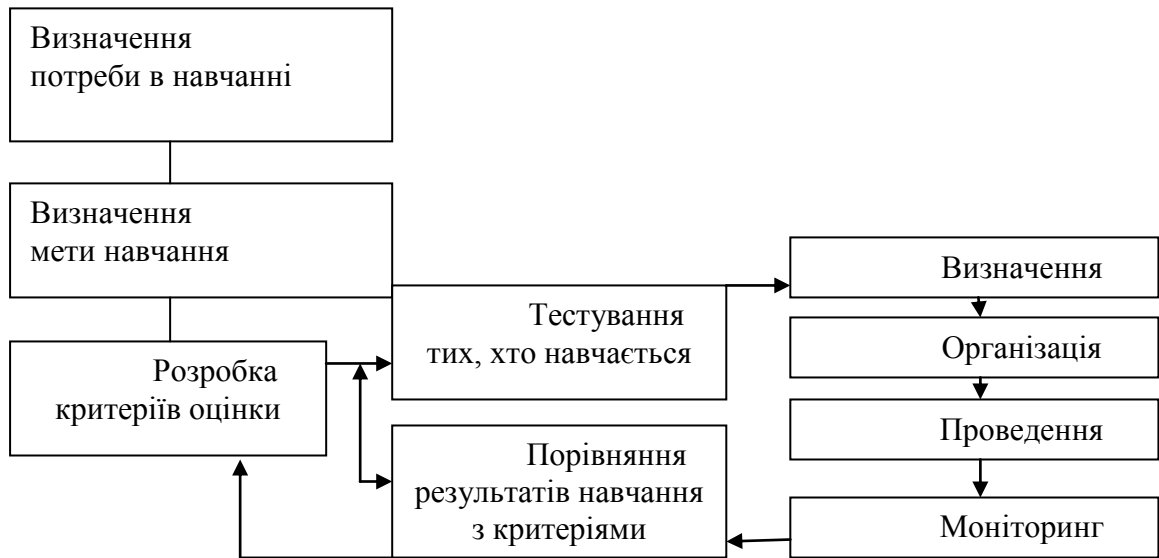 Визначення
потреби в навчанні
Визначення
мети навчання
Розробка
критеріїв оцінки
Тестування
тих, хто навчається
Порівняння
результатів навчання
з критеріями
Визначення
Організація
Проведення
Моніторинг